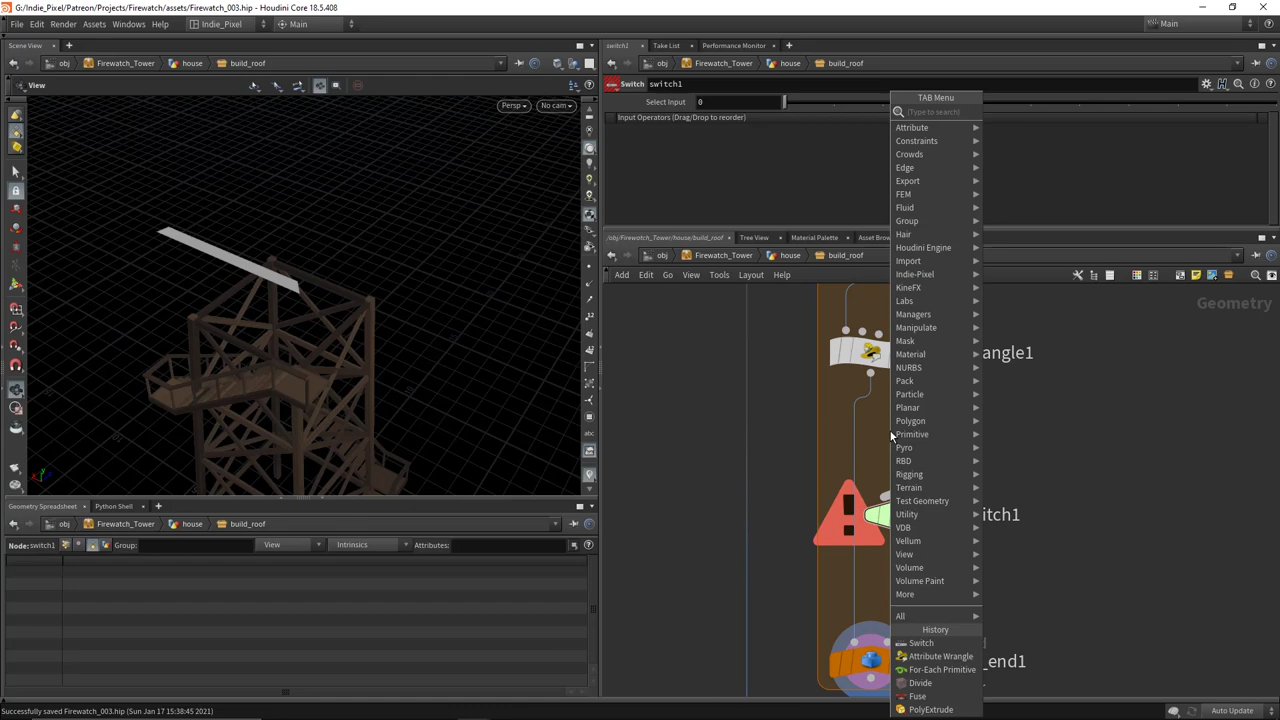 G:/Indie_Pixel/Patreon/Projects/Firewatch/assets/Firewatch_003.hip - Houdini Core 18.5.408
File Edit Render Assets Windows Help Indie_Pixel Main Main
Scene View
obj Firewatch_Tower house build_roof
View
Persp No cam
abc
switch1 Take List Performance Monitor
obj Firewatch_Tower house build_roof
Switch switch1
Select Input 0
Input Operators (Drag/Drop to reorder)
/obj/Firewatch_Tower/house/build_roof Tree View Material Palette Asset Brow
obj Firewatch_Tower house build_roof
Add Edit Go View Tools Layout Help
Geometry
angle1
itch1
_end1
TAB Menu
(Type to search)
Attribute
Constraints
Crowds
Edge
Export
FEM
Fluid
Group
Hair
Houdini Engine
Import
Indie-Pixel
KineFX
Labs
Managers
Manipulate
Mask
Material
NURBS
Pack
Particle
Planar
Polygon
Primitive
Pyro
RBD
Rigging
Terrain
Test Geometry
Utility
VDB
Vellum
View
Volume
Volume Paint
More
All
History
Switch
Attribute Wrangle
For-Each Primitive
Divide
Fuse
PolyExtrude
Geometry Spreadsheet Python Shell
obj Firewatch_Tower house build_roof
Node: switch1 Group: View Intrinsics Attributes:
Successfully saved Firewatch_003.hip (Sun Jan 17 15:38:45 2021)
Auto Update